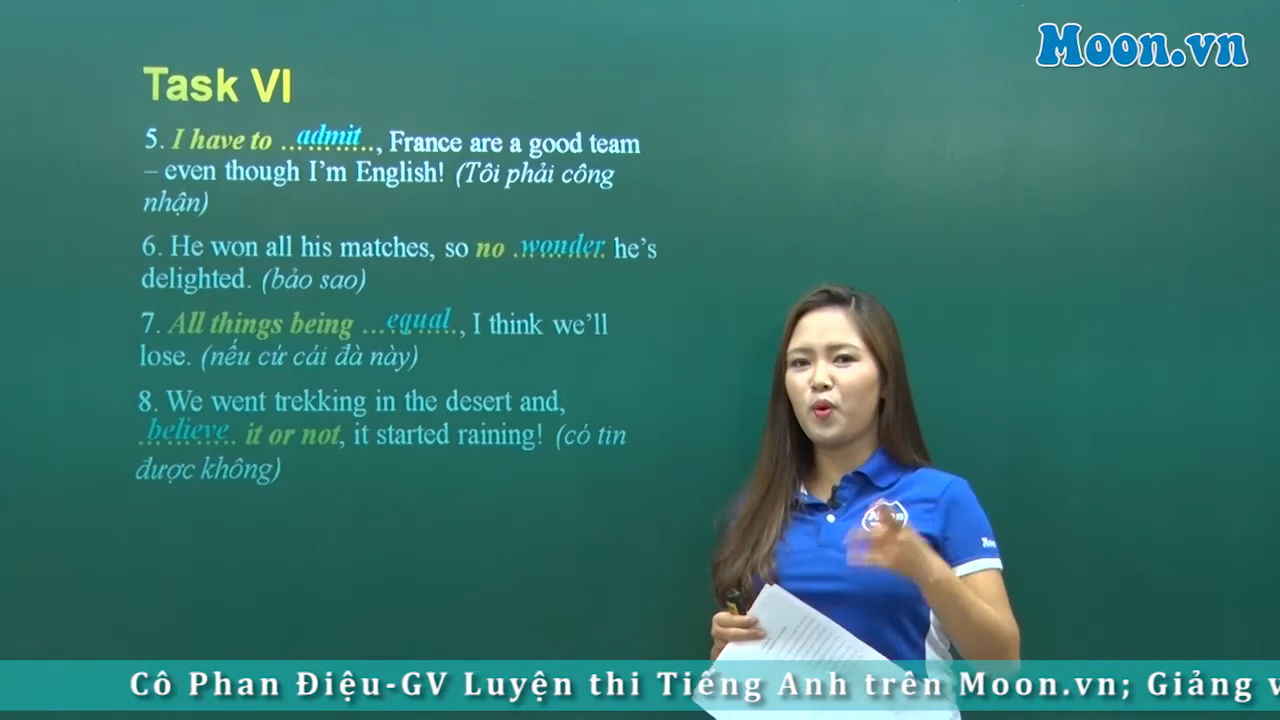 Moon.vn
Task VI
5. I have to ...admit..., France are a good team
– even though I'm English! (Tôi phải công
nhận)
6. He won all his matches, so no ...wonder... he's
delighted. (bảo sao)
7. All things being ...equal..., I think we'll
lose. (nếu cứ cái đà này)
8. We went trekking in the desert and,
...believe... it or not, it started raining! (có tin
được không)
Moon
Cô Phan Điệu-GV Luyện thi Tiếng Anh trên Moon.vn; Giảng v